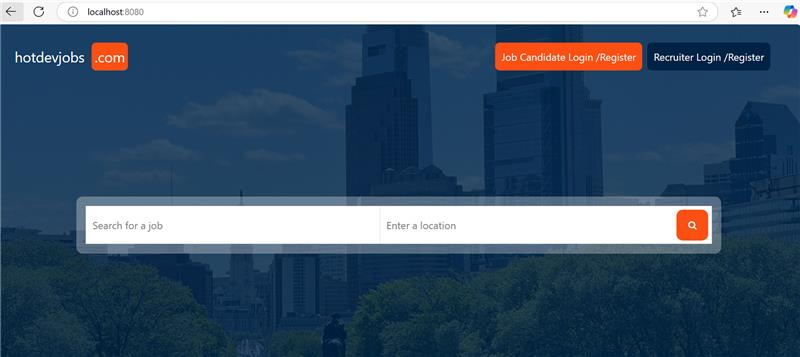 localhost:8080
hotdevjobs .com
Job Candidate Login /Register
Recruiter Login /Register
Search for a job
Enter a location